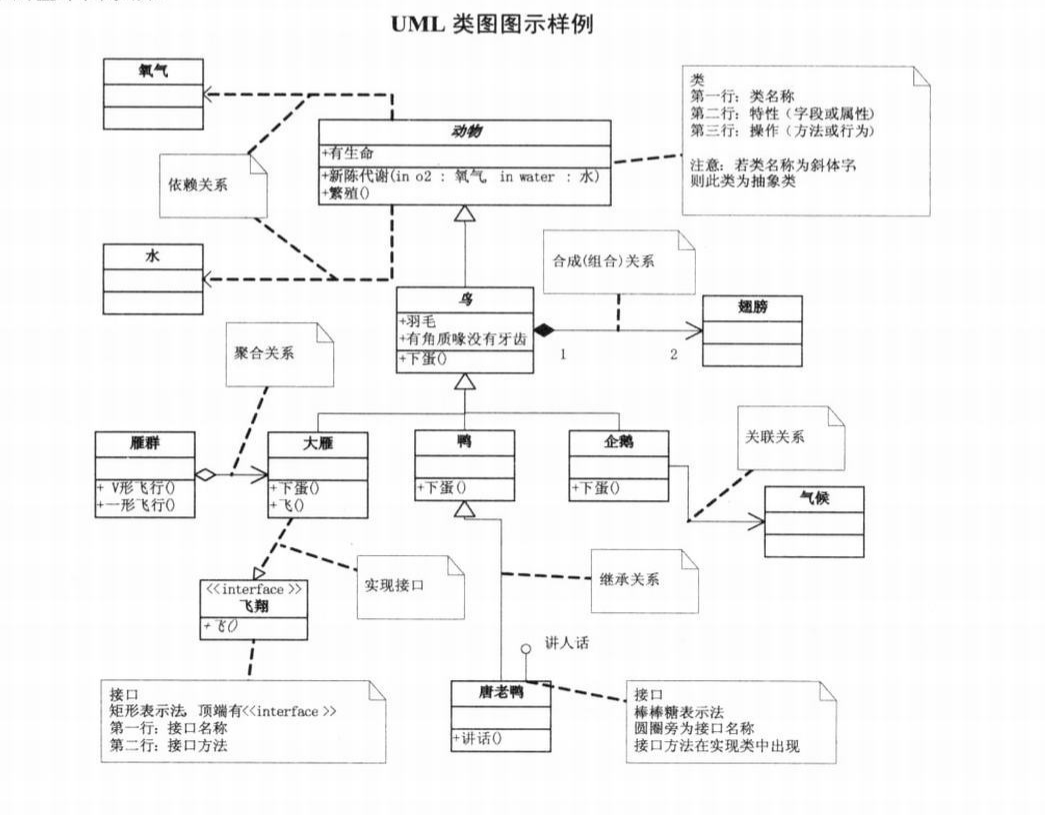 UML 类图图示样例
氧气
动物
+有生命
+新陈代谢(in o2 : 氧气, in water : 水)
+繁殖()
类
第一行: 类名称
第二行: 特性 (字段或属性)
第三行: 操作 (方法或行为)
注意: 若类名称为斜体字,
则此类为抽象类
依赖关系
水
合成(组合)关系
鸟
+羽毛
+有角质喙没有牙齿
+下蛋()
1
2
翅膀
聚合关系
雁群
+ V形飞行()
+一形飞行()
大雁
+下蛋()
+飞()
鸭
+下蛋()
企鹅
+下蛋()
关联关系
气候
实现接口
继承关系
<<interface >>
飞翔
+飞()
讲人话
接口
矩形表示法, 顶端有<<interface >>
第一行: 接口名称
第二行: 接口方法
唐老鸭
+讲话()
接口
棒棒糖表示法
圆圈旁为接口名称
接口方法在实现类中出现